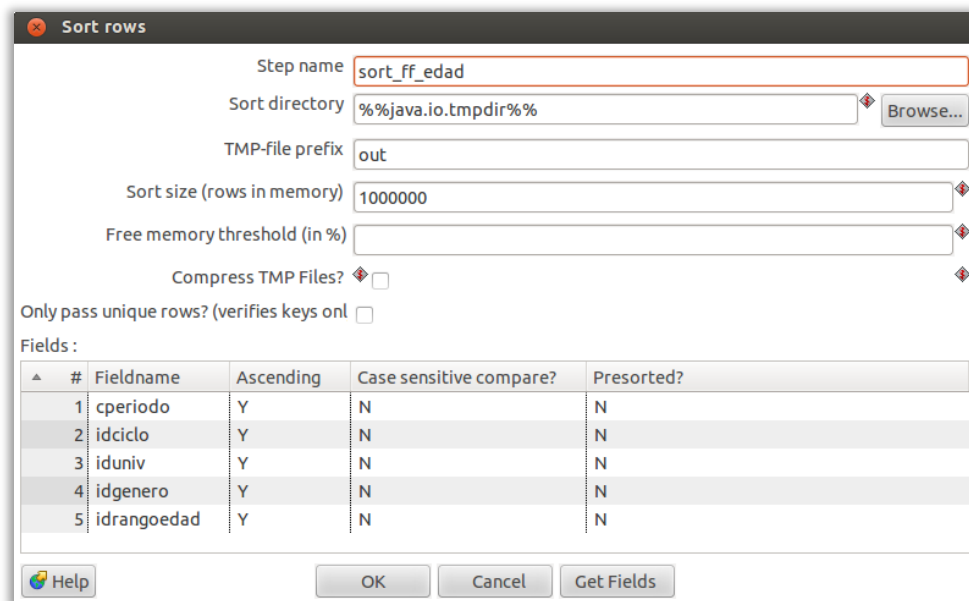 Sort rows
Step name sort_ff_edad
Sort directory %%java.io.tmpdir%% Browse...
TMP-file prefix out
Sort size (rows in memory) 1000000
Free memory threshold (in %)
Compress TMP Files?
Only pass unique rows? (verifies keys onl
Fields :
# Fieldname Ascending Case sensitive compare? Presorted?
1 cperiodo Y N N
2 idciclo Y N N
3 iduniv Y N N
4 idgenero Y N N
5 idrangoedad Y N N
Help OK Cancel Get Fields